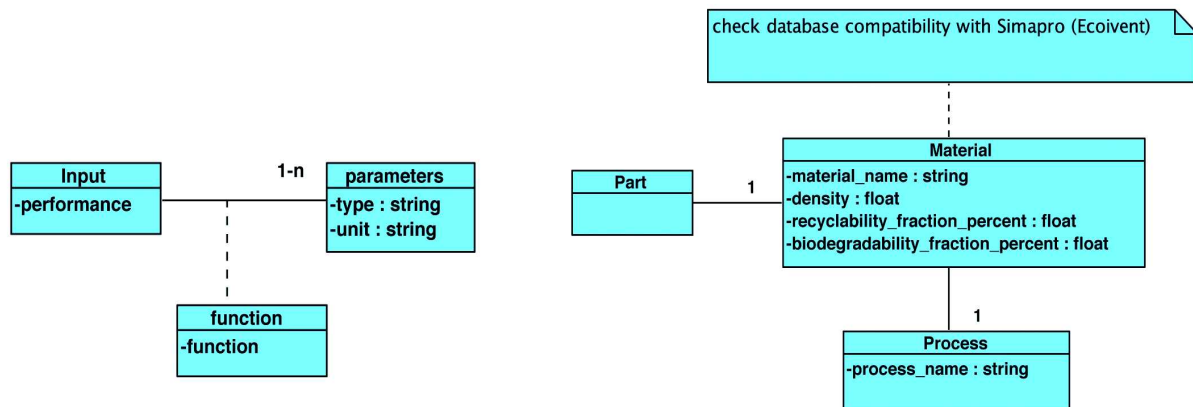 check database compatibility with Simapro (Ecoivent)
Input
-performance
1-n
parameters
-type : string
-unit : string
function
-function
Part
1
Material
-material_name : string
-density : float
-recyclability_fraction_percent : float
-biodegradability_fraction_percent : float
1
Process
-process_name : string